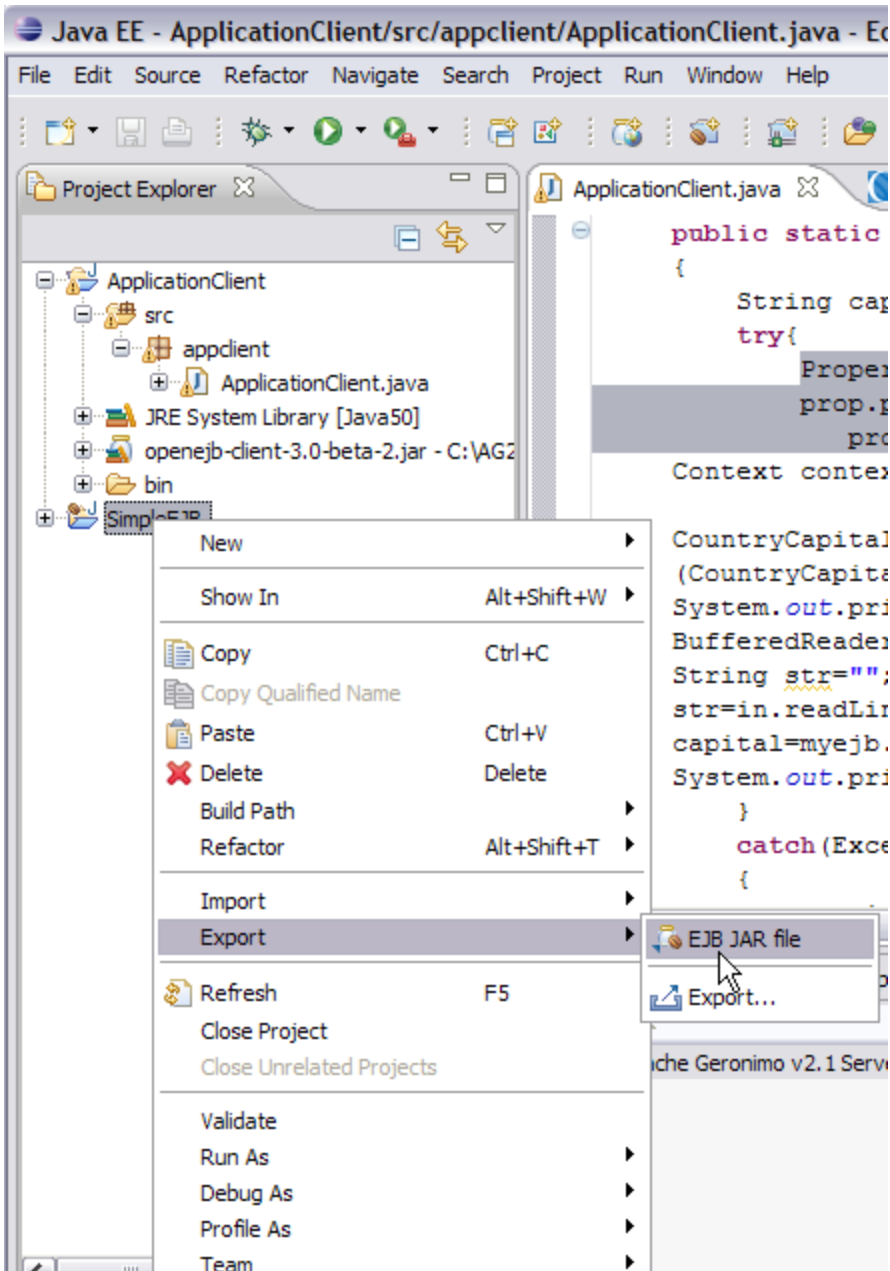 Java EE - ApplicationClient/src/appclient/ApplicationClient.java - Ec
File Edit Source Refactor Navigate Search Project Run Window Help
Project Explorer
ApplicationClient.java
ApplicationClient
src
appclient
ApplicationClient.java
JRE System Library [Java50]
openejb-client-3.0-beta-2.jar - C:\AG2
bin
SimpleEJB
public static
{
String cap
try{
Proper
prop.p
pro
Context contex
CountryCapital
(CountryCapita
System.out.pri
BufferedReader
String str="";
str=in.readLin
capital=myejb.
System.out.pri
}
catch(Exce
{
New
Show In Alt+Shift+W
Copy Ctrl+C
Copy Qualified Name
Paste Ctrl+V
Delete Delete
Build Path
Refactor Alt+Shift+T
Import
Export
EJB JAR file
Export...
Refresh F5
Close Project
Close Unrelated Projects
Validate
Run As
Debug As
Profile As
Team
che Geronimo v2.1 Serve